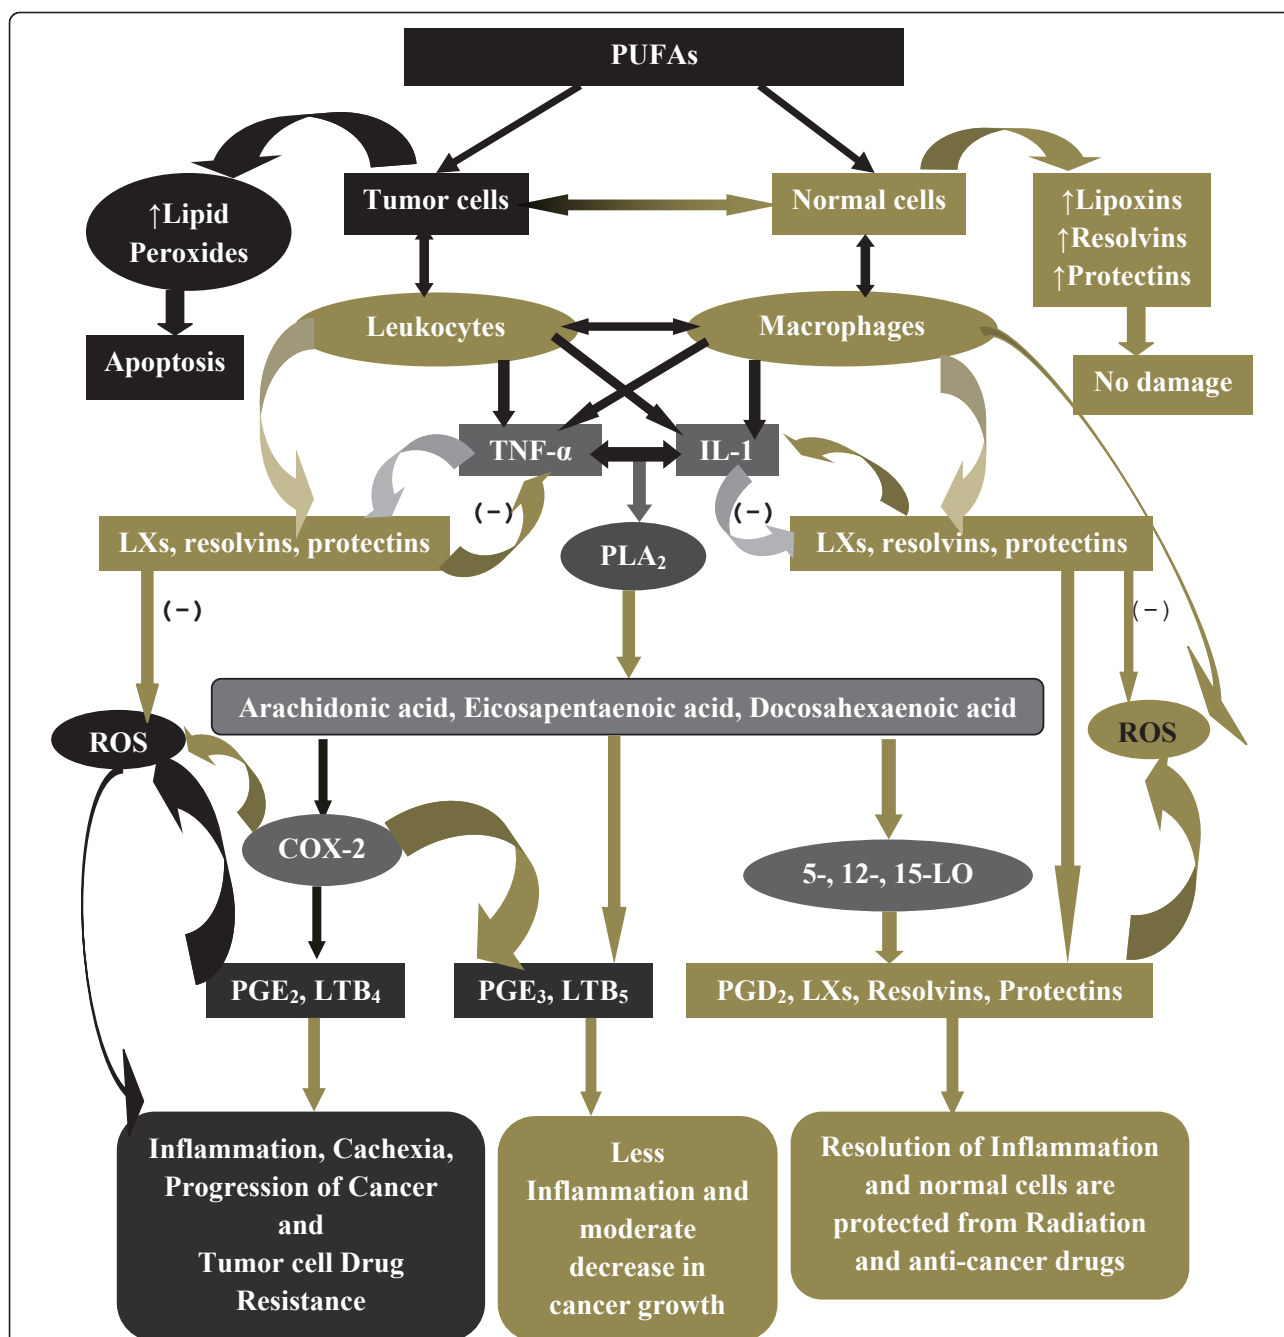 PUFAs
Tumor cells
Normal cells
↑Lipid
Peroxides
↑Lipoxins
↑Resolvins
↑Protectins
Leukocytes
Macrophages
Apoptosis
No damage
TNF-α
IL-1
(-)
(-)
LXs, resolvins, protectins
PLA₂
LXs, resolvins, protectins
(-)
(-)
Arachidonic acid, Eicosapentaenoic acid, Docosahexaenoic acid
ROS
ROS
COX-2
5-, 12-, 15-LO
PGE₂, LTB₄
PGE₃, LTB₅
PGD₂, LXs, Resolvins, Protectins
Inflammation, Cachexia,
Progression of Cancer
and
Tumor cell Drug
Resistance
Less
Inflammation and
moderate
decrease in
cancer growth
Resolution of Inflammation
and normal cells are
protected from Radiation
and anti-cancer drugs